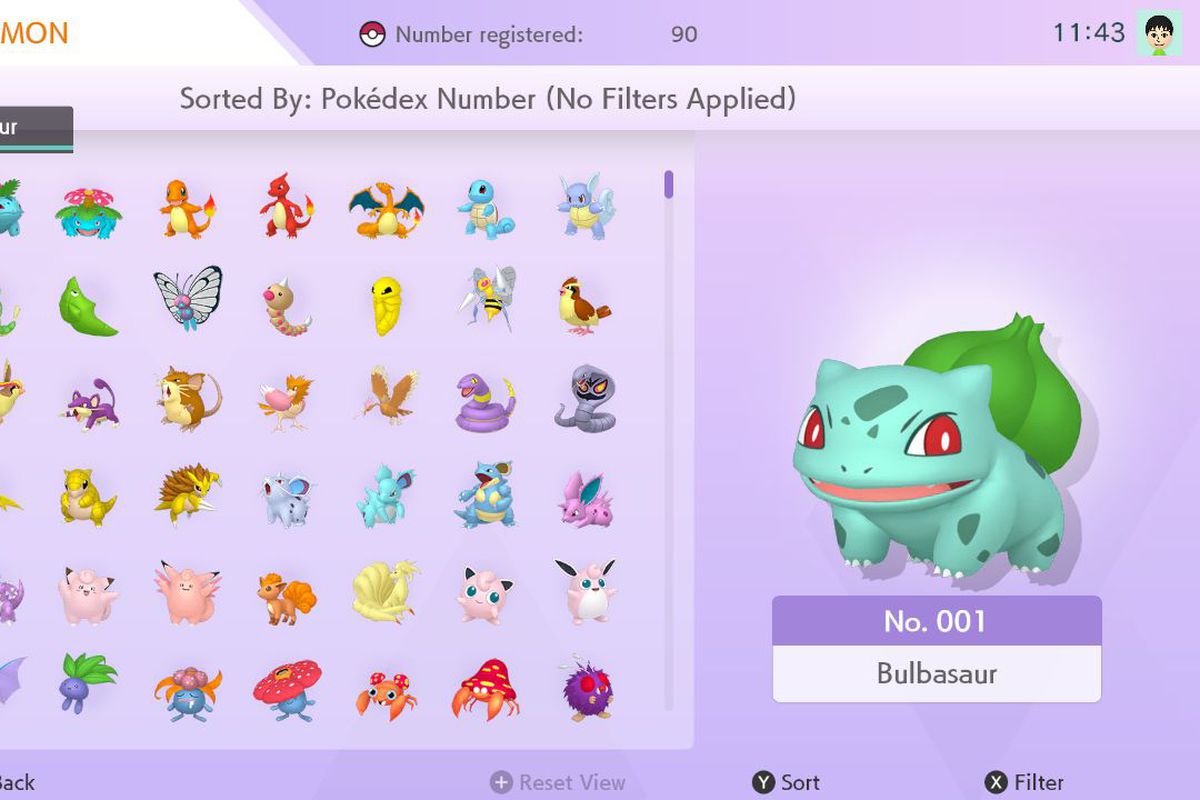 MON
Number registered: 90
11:43
Sorted By: Pokédex Number (No Filters Applied)
ur
No. 001
Bulbasaur
Back
+ Reset View
Y Sort
X Filter